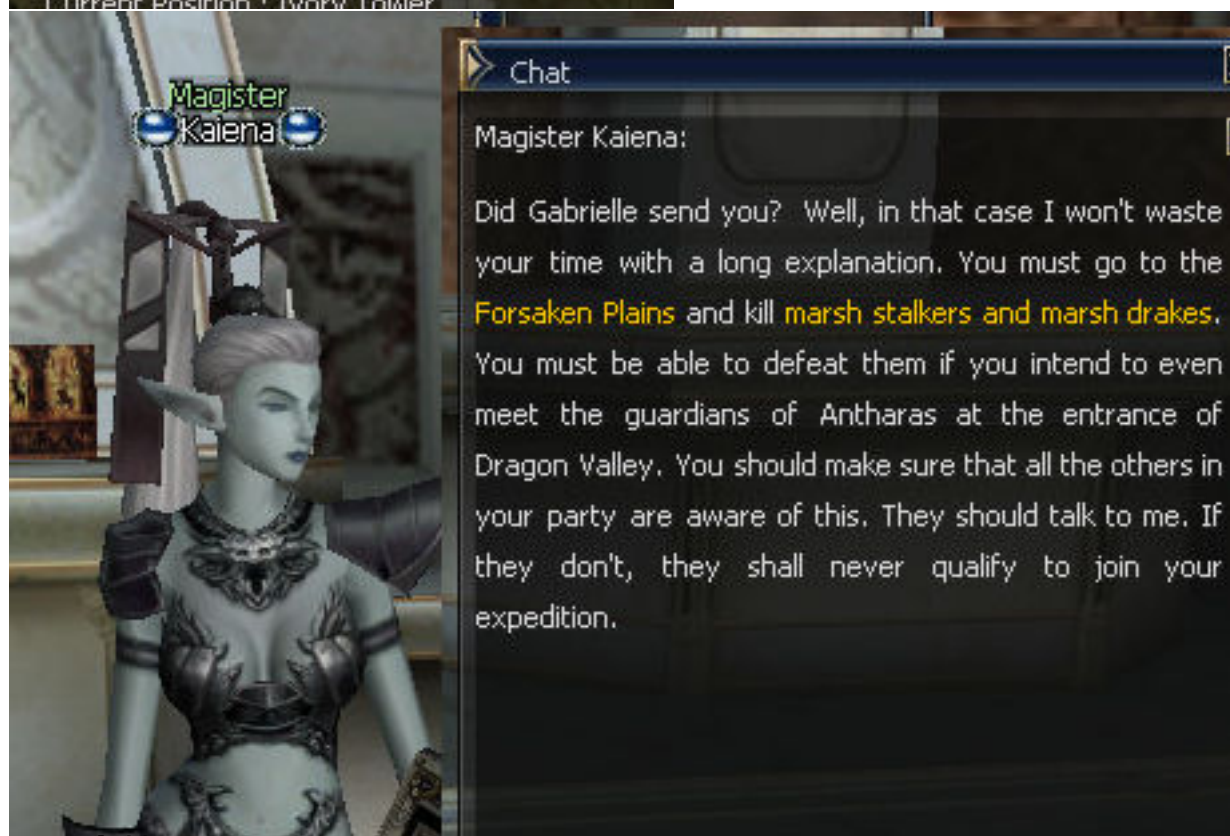 Current Position : Ivory Tower
Magister
Kaiena
Chat
Magister Kaiena:
Did Gabrielle send you? Well, in that case I won't waste
your time with a long explanation. You must go to the
Forsaken Plains and kill marsh stalkers and marsh drakes.
You must be able to defeat them if you intend to even
meet the guardians of Antharas at the entrance of
Dragon Valley. You should make sure that all the others in
your party are aware of this. They should talk to me. If
they don't, they shall never qualify to join your
expedition.